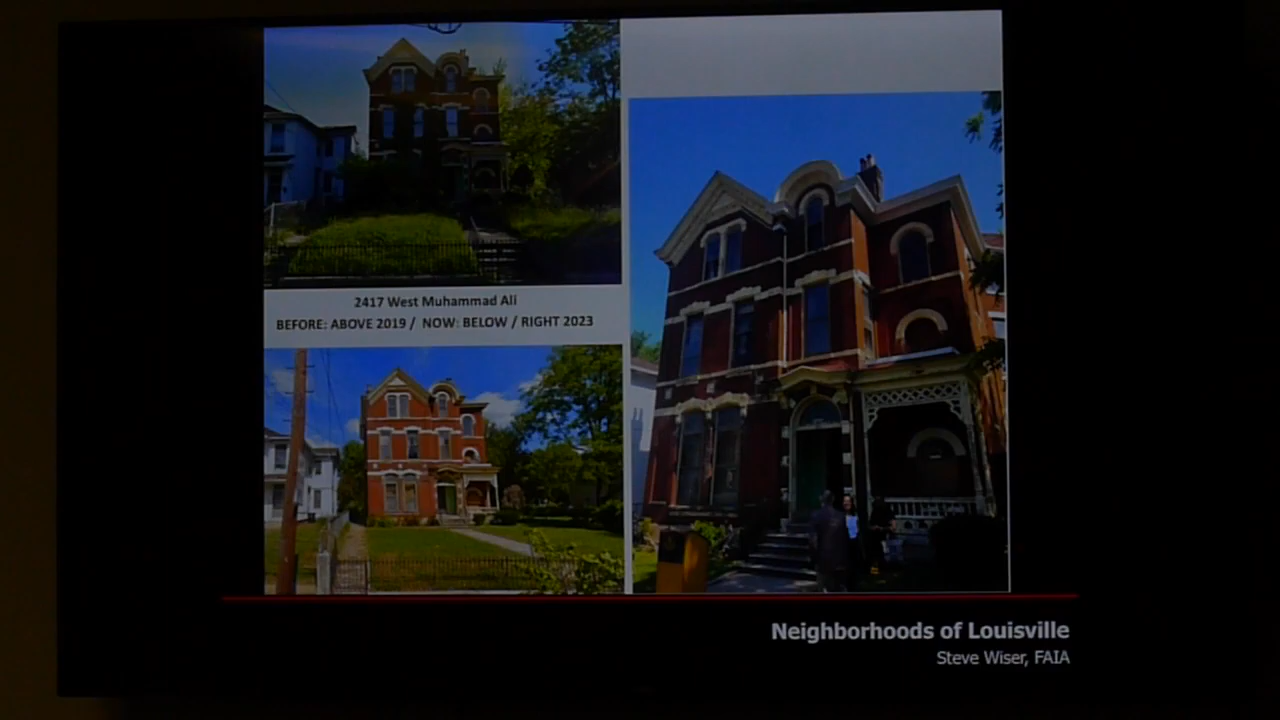 2417 West Muhammad Ali
BEFORE: ABOVE 2019 / NOW: BELOW / RIGHT 2023
Neighborhoods of Louisville
Steve Wiser, FAIA